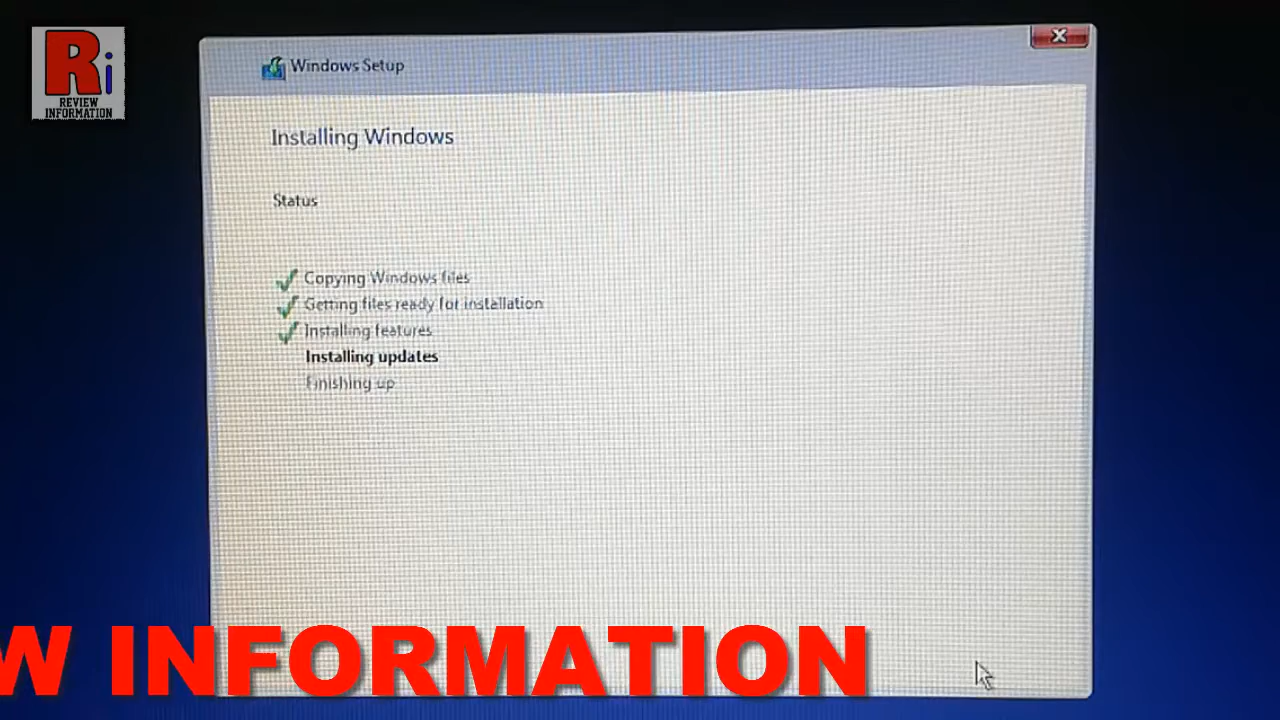 Ri
REVIEW
INFORMATION
Windows Setup
Installing Windows
Status
Copying Windows files
Getting files ready for installation
Installing features
Installing updates
Finishing up
W INFORMATION